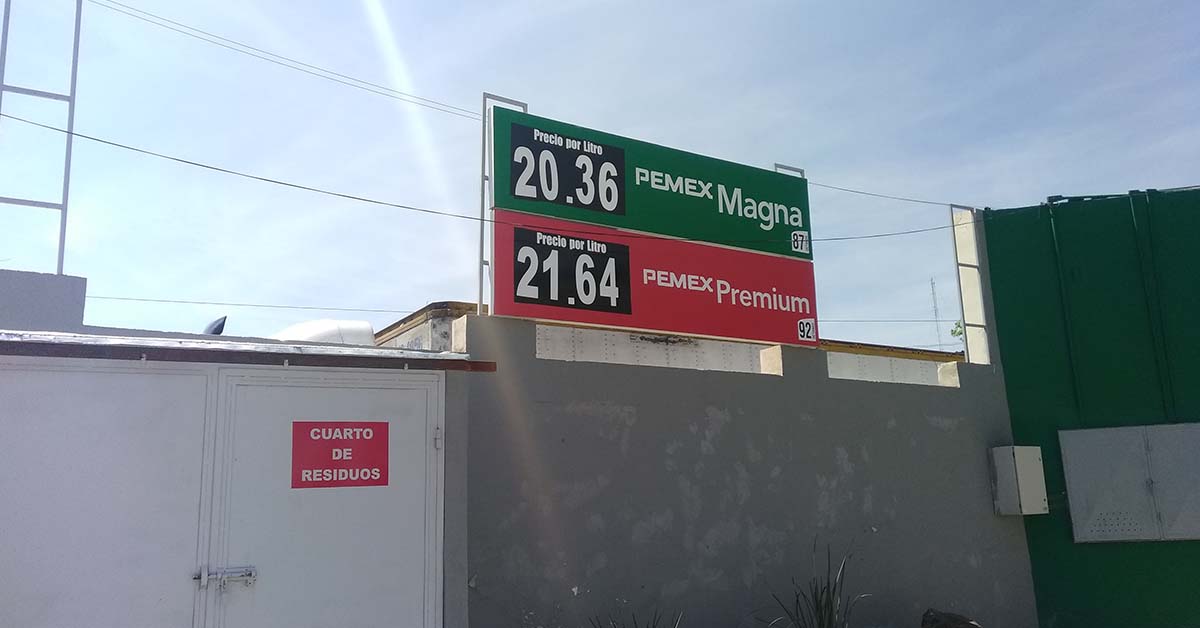 Precio por Litro
20.36 PEMEX Magna
87
Precio por Litro
21.64 PEMEX Premium
92
CUARTO
DE
RESIDUOS